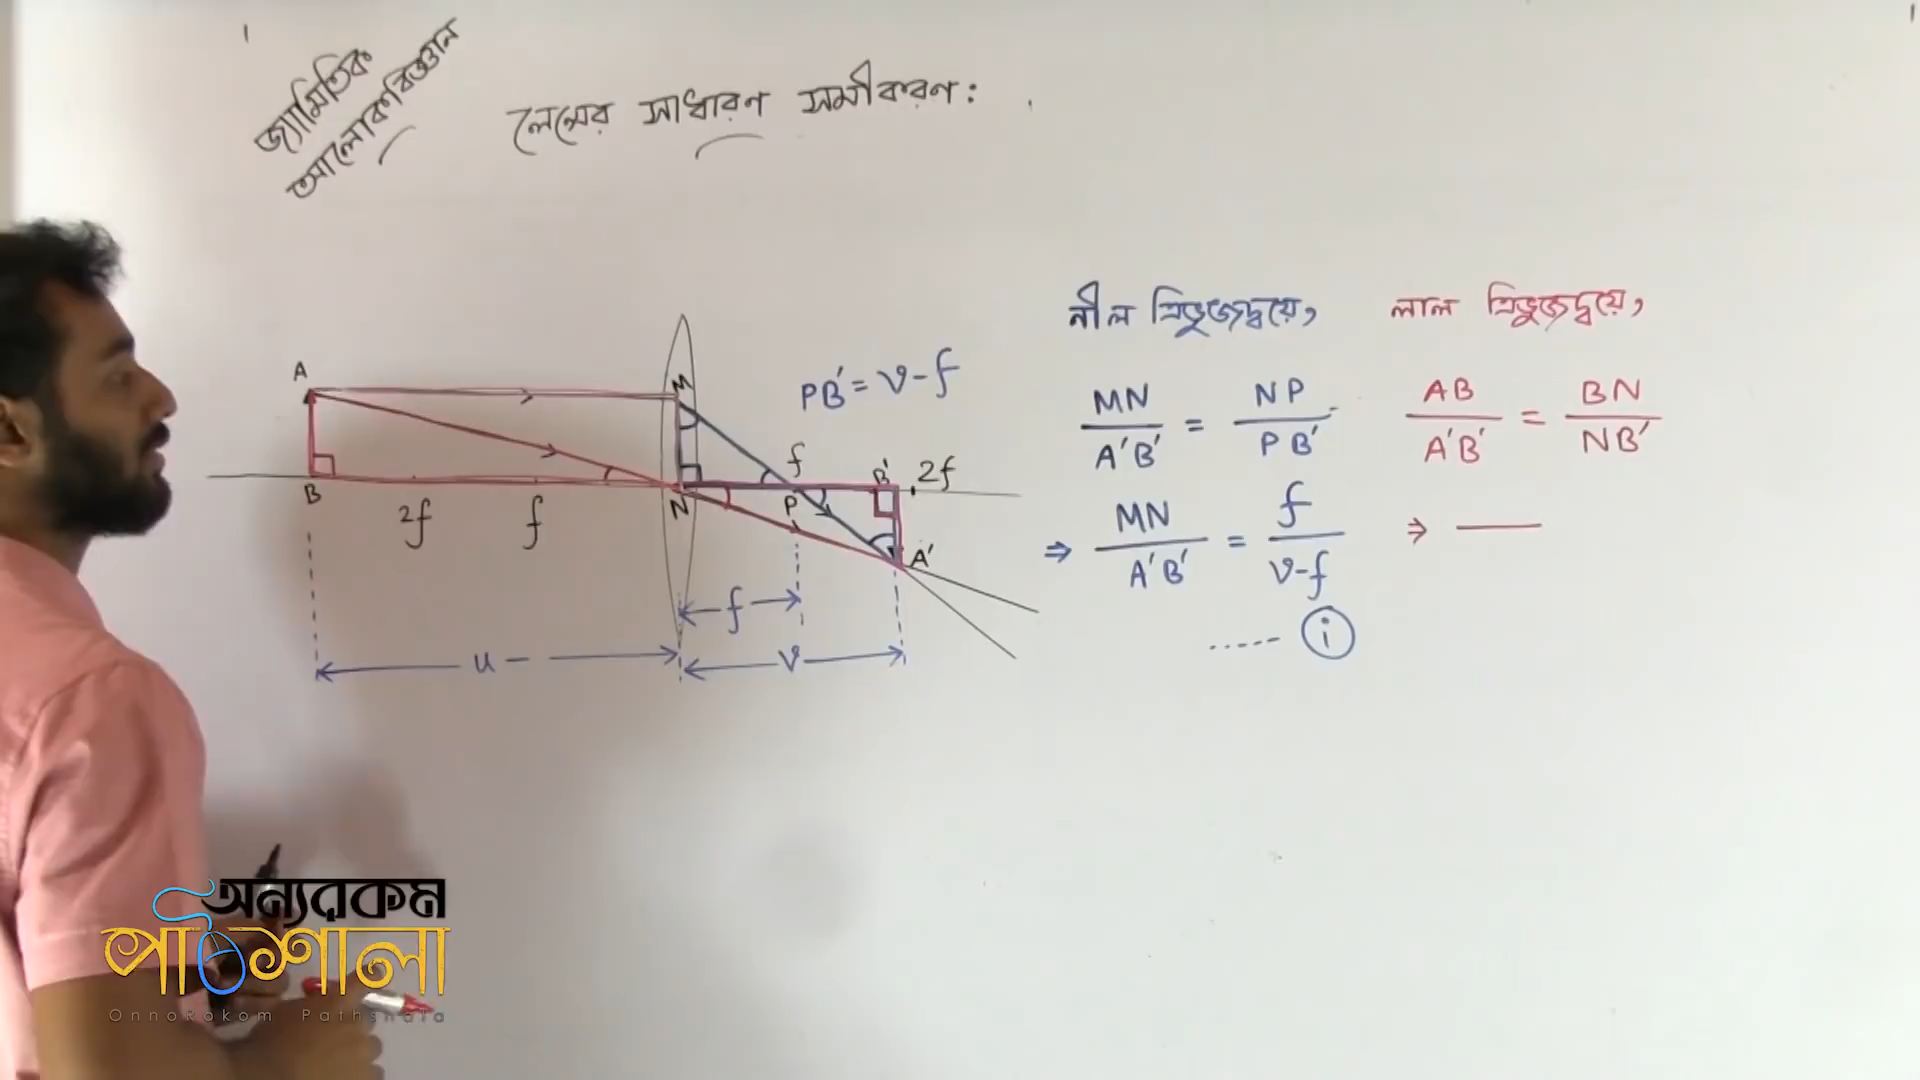 জ্যামিতিক
আলোকবিজ্ঞান
লেন্সের সাধারণ সমীকরণ:
নীল ত্রিভুজদ্বয়ে,
MN/A'B' = NP/PB'
⇒ MN/A'B' = f/v-f
...... i
লাল ত্রিভুজদ্বয়ে,
AB/A'B' = BN/NB'
⇒
PB' = v-f
A
M
f
B'
2f
B
2f
f
N
P
A'
f
u
v
অন্যরকম
পাঠশালা
OnnoRokom Pathshala